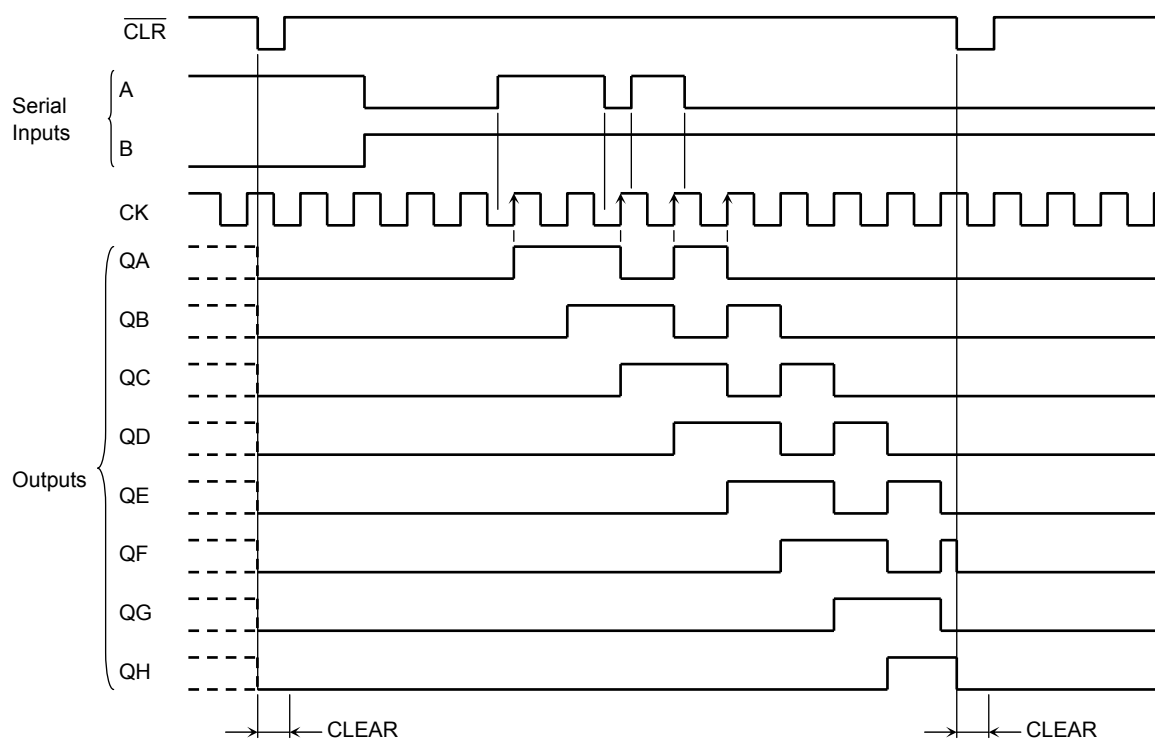 CLR
A
Serial
Inputs
B
CK
QA
QB
QC
QD
Outputs
QE
QF
QG
QH
CLEAR
CLEAR